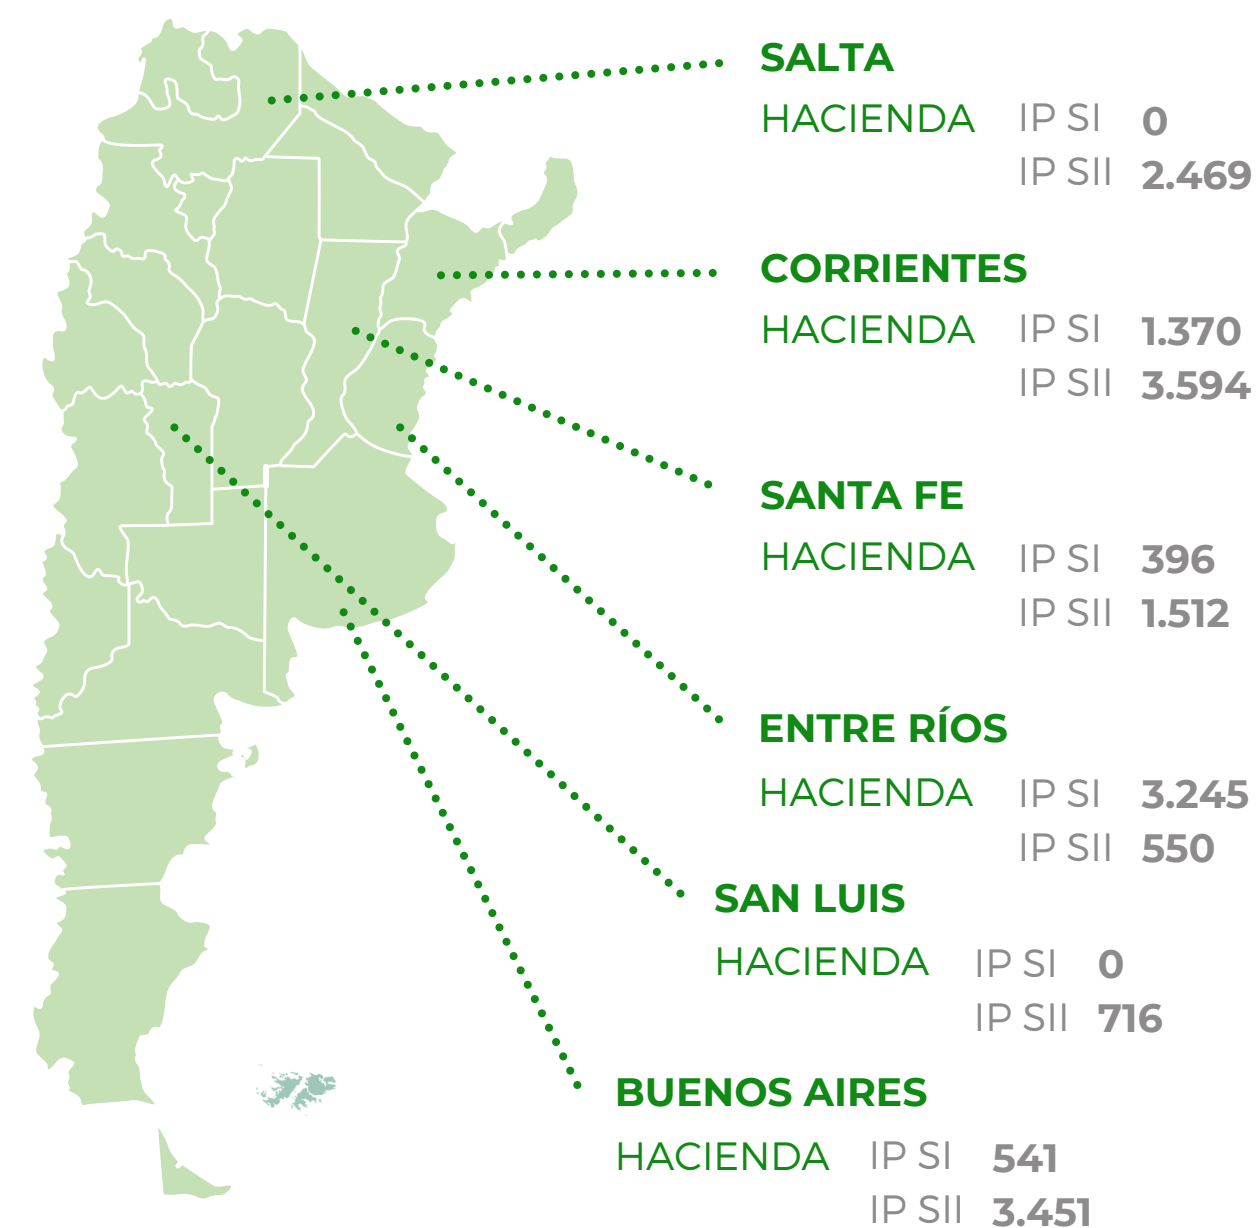 SALTA
HACIENDA IP SI 0
IP SII 2.469
CORRIENTES
HACIENDA IP SI 1.370
IP SII 3.594
SANTA FE
HACIENDA IP SI 396
IP SII 1.512
ENTRE RÍOS
HACIENDA IP SI 3.245
IP SII 550
SAN LUIS
HACIENDA IP SI 0
IP SII 716
BUENOS AIRES
HACIENDA IP SI 541
IP SII 3.451